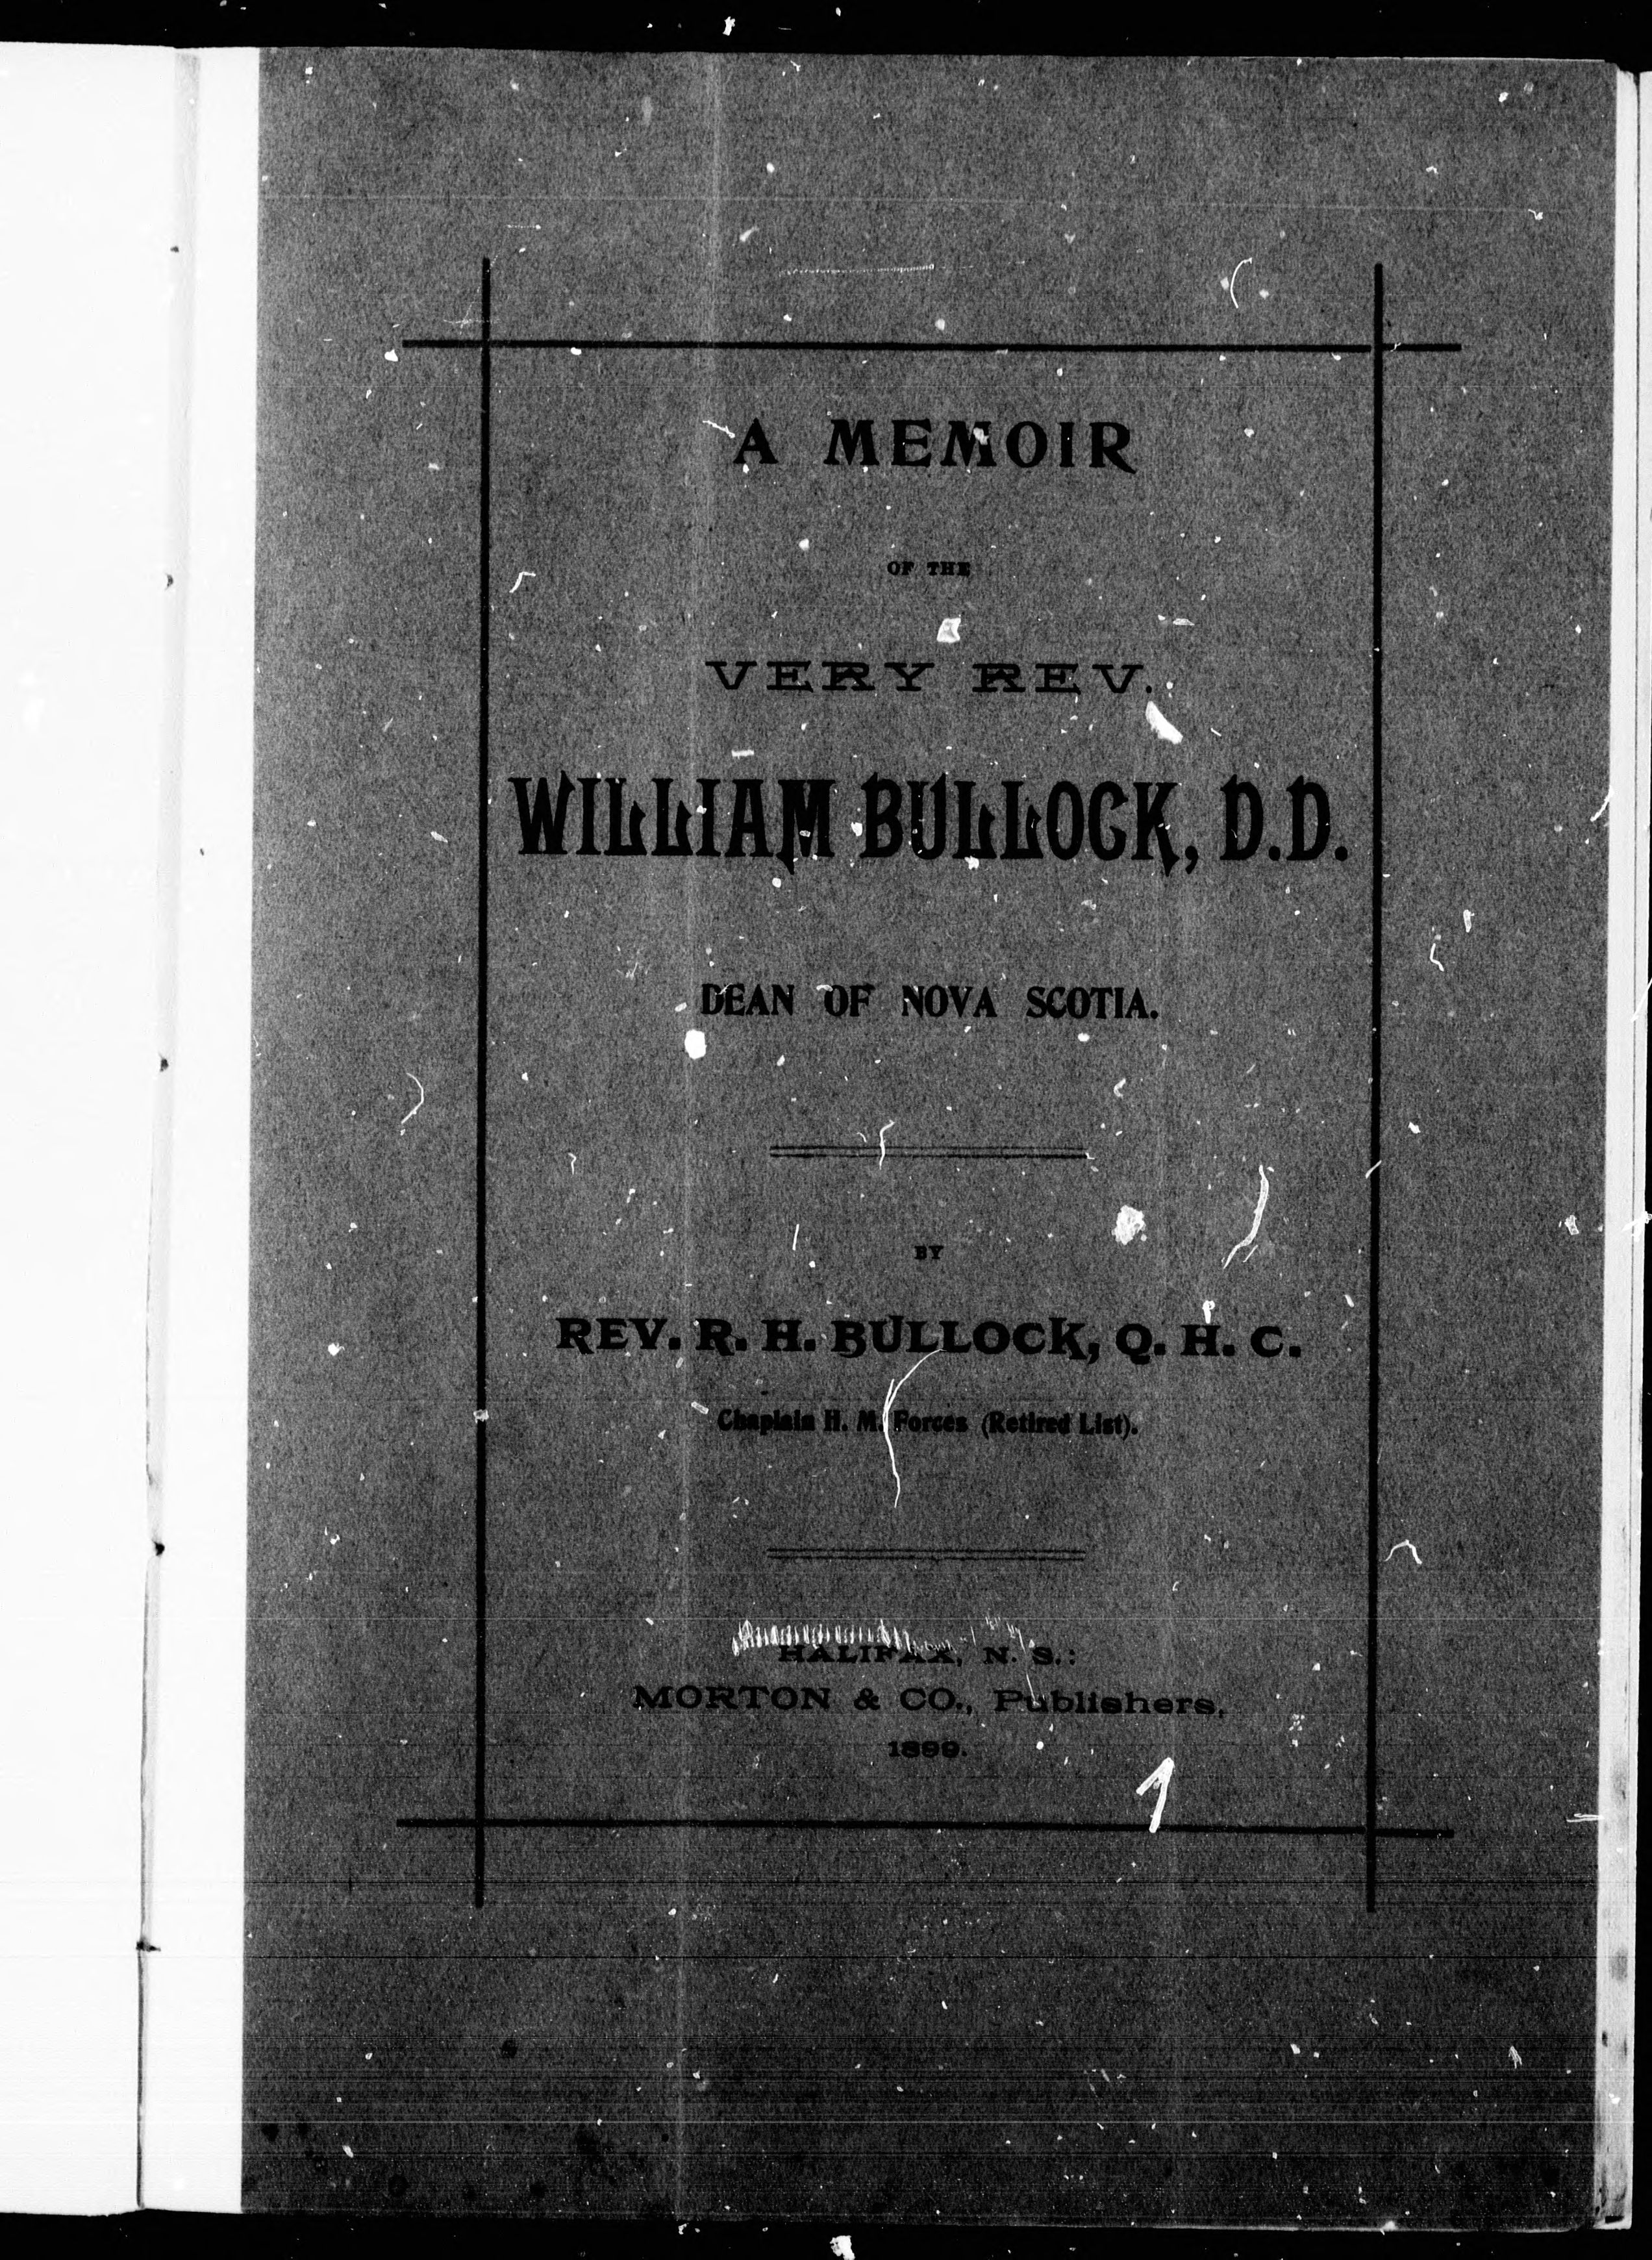 A MEMOIR
OF THE
VERY REV.
WILLIAM BULLOCK, D.D.
DEAN OF NOVA SCOTIA.
BY
REV. R. H. BULLOCK, Q. H. C.
Chaplain H. M. Forces (Retired List).
HALIFAX, N. S.:
MORTON & CO., Publishers,
1899.